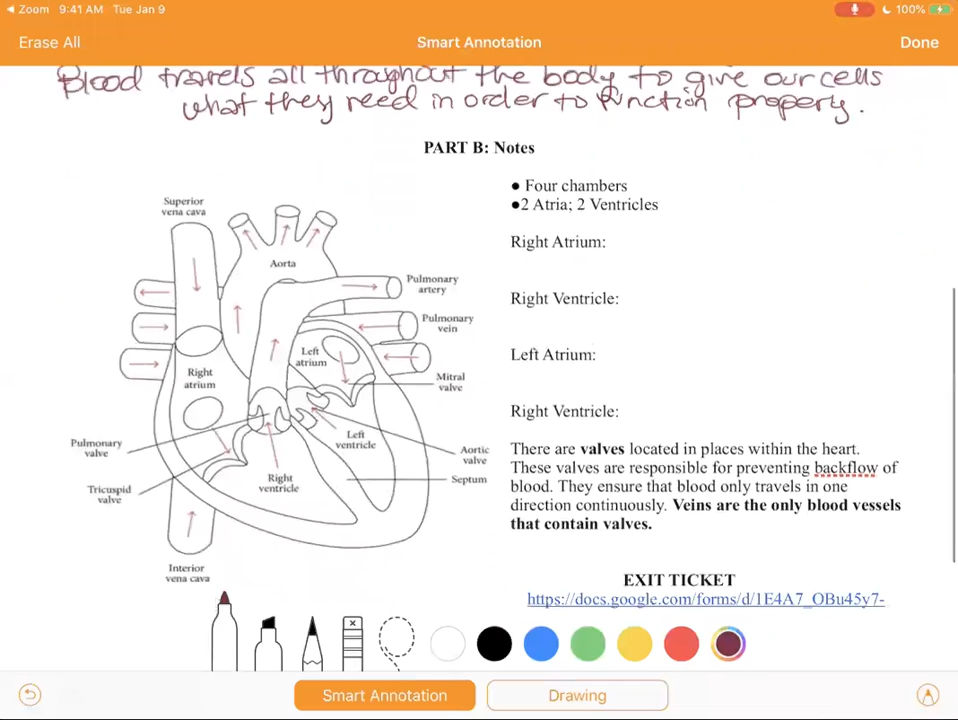 Zoom 9:41 AM Tue Jan 9
100%
Erase All
Smart Annotation
Done
Blood travels all throughout the body to give our cells
what they need in order to function properly.
PART B: Notes
Superior
vena cava
Aorta
Pulmonary
artery
Pulmonary
vein
Left
atrium
Right
atrium
Mitral
valve
Pulmonary
valve
Left
ventricle
Aortic
valve
Tricuspid
valve
Right
ventricle
Septum
Interior
vena cava
● Four chambers
●2 Atria; 2 Ventricles
Right Atrium:
Right Ventricle:
Left Atrium:
Right Ventricle:
There are valves located in places within the heart.
These valves are responsible for preventing backflow of
blood. They ensure that blood only travels in one
direction continuously. Veins are the only blood vessels
that contain valves.
EXIT TICKET
https://docs.google.com/forms/d/1E4A7_OBu45y7-
Smart Annotation
Drawing